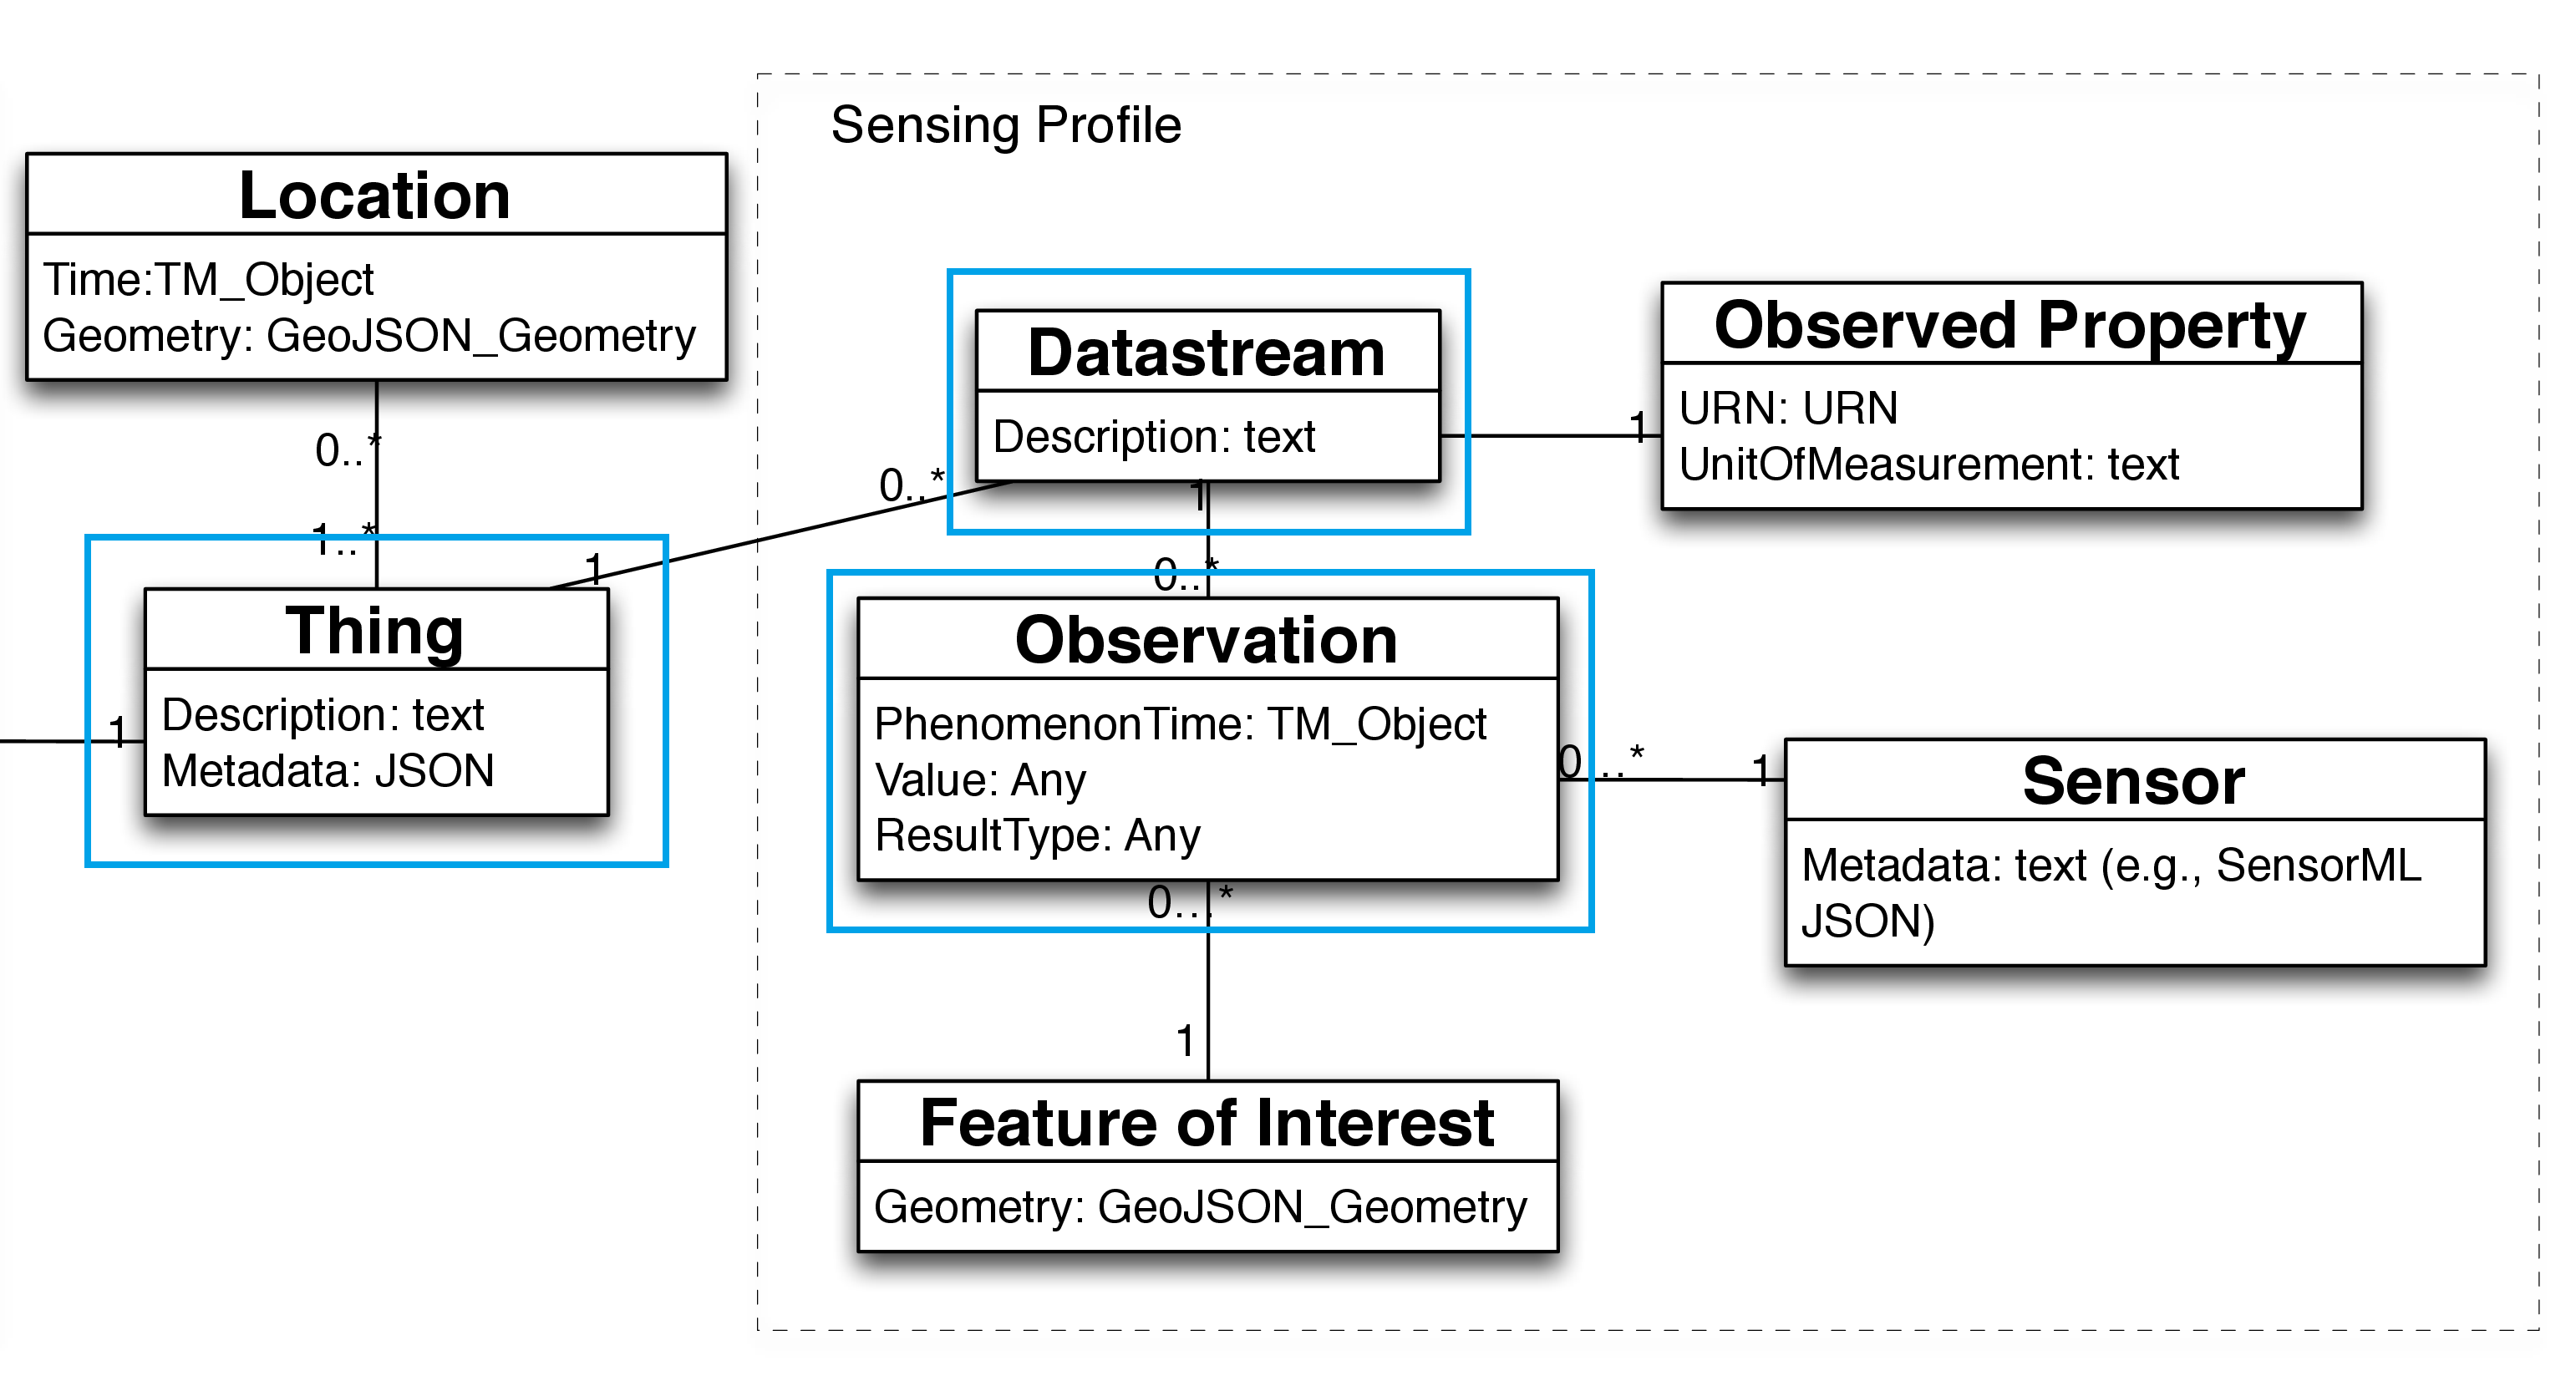 Sensing Profile
Location
Time:TM_Object
Geometry: GeoJSON_Geometry
0..*
1..*
1
Thing
Description: text
Metadata: JSON
1
0..*
Datastream
Description: text
1
1
Observed Property
URN: URN
UnitOfMeasurement: text
0..*
Observation
PhenomenonTime: TM_Object
Value: Any
ResultType: Any
0...*
0...*
1
Sensor
Metadada: text (e.g., SensorML
JSON)
1
Feature of Interest
Geometry: GeoJSON_Geometry